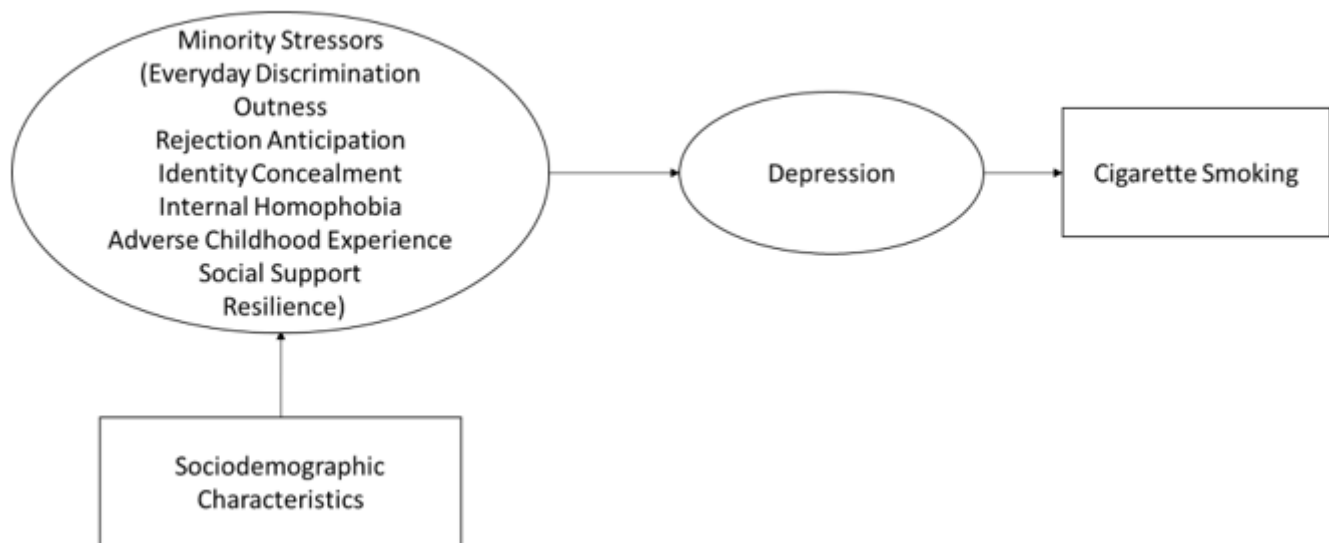 Minority Stressors
(Everyday Discrimination
Outness
Rejection Anticipation
Identity Concealment
Internal Homophobia
Adverse Childhood Experience
Social Support
Resilience)
Depression
Cigarette Smoking
Sociodemographic
Characteristics